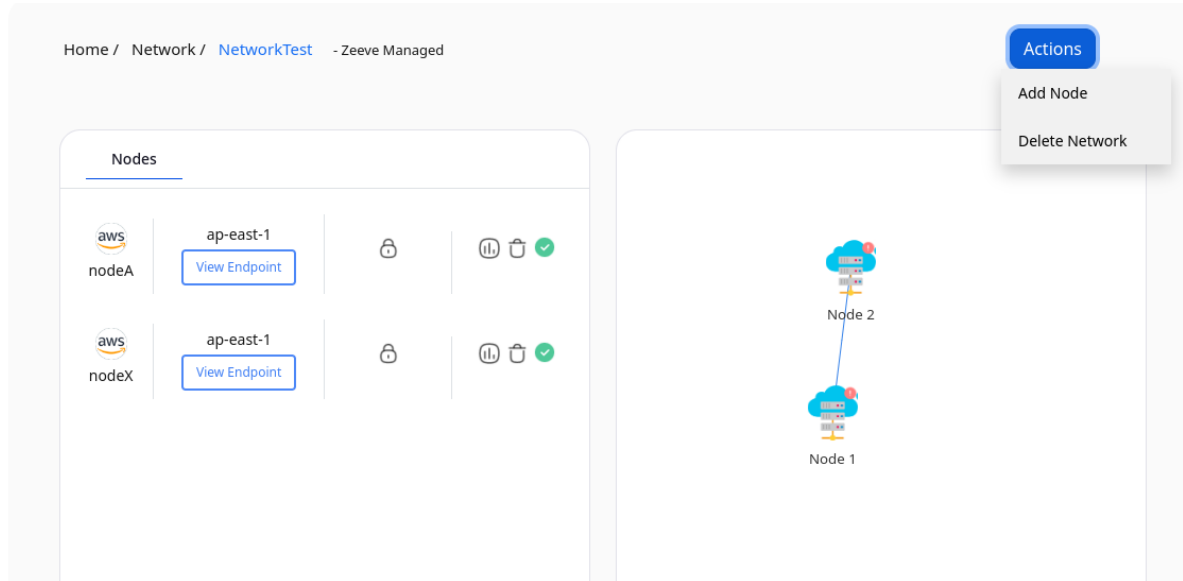 Home / Network / NetworkTest - Zeeve Managed
Actions
Add Node
Delete Network
Nodes
aws
nodeA
ap-east-1
View Endpoint
aws
nodeX
ap-east-1
View Endpoint
Node 2
Node 1